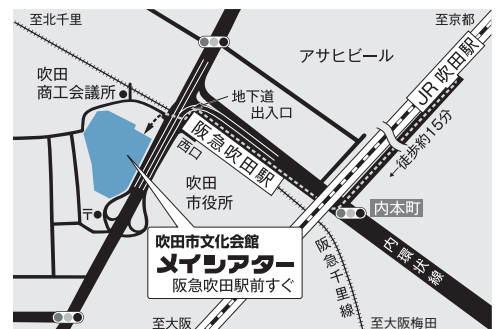 至北千里
至京都
アサヒビール
JR 吹田駅
吹田
商工会議所
地下道
出入口
←徒歩約15分
阪急吹田駅
西口
吹田
市役所
〒
内本町
吹田市文化会館
メイシアター
阪急吹田駅前すぐ
阪急千里線
内環状線
至大阪
至大阪梅田